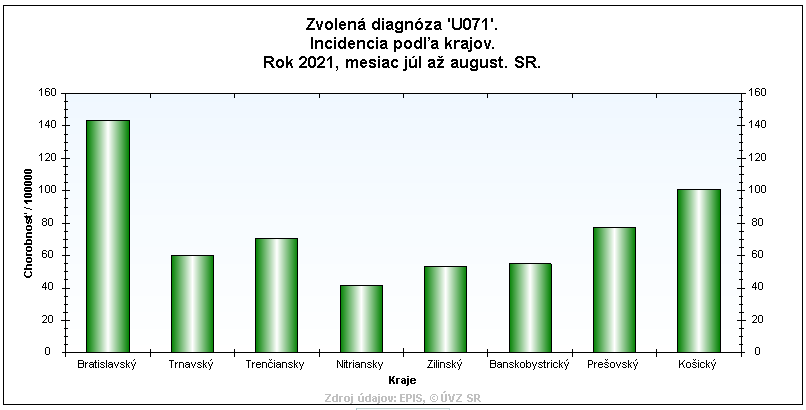 Zvolená diagnóza 'U071'.
Incidencia podľa krajov.
Rok 2021, mesiac júl až august. SR.
160 160
140 140
120 120
100 100
80 80
60 60
40 40
20 20
0 0
Chorobnosť / 100000
Bratislavský Trnavský Trenčiansky Nitriansky Zilinský Banskobystrický Prešovský Košický
Kraje
Zdroj údajov: EPIS, © ÚVZ SR